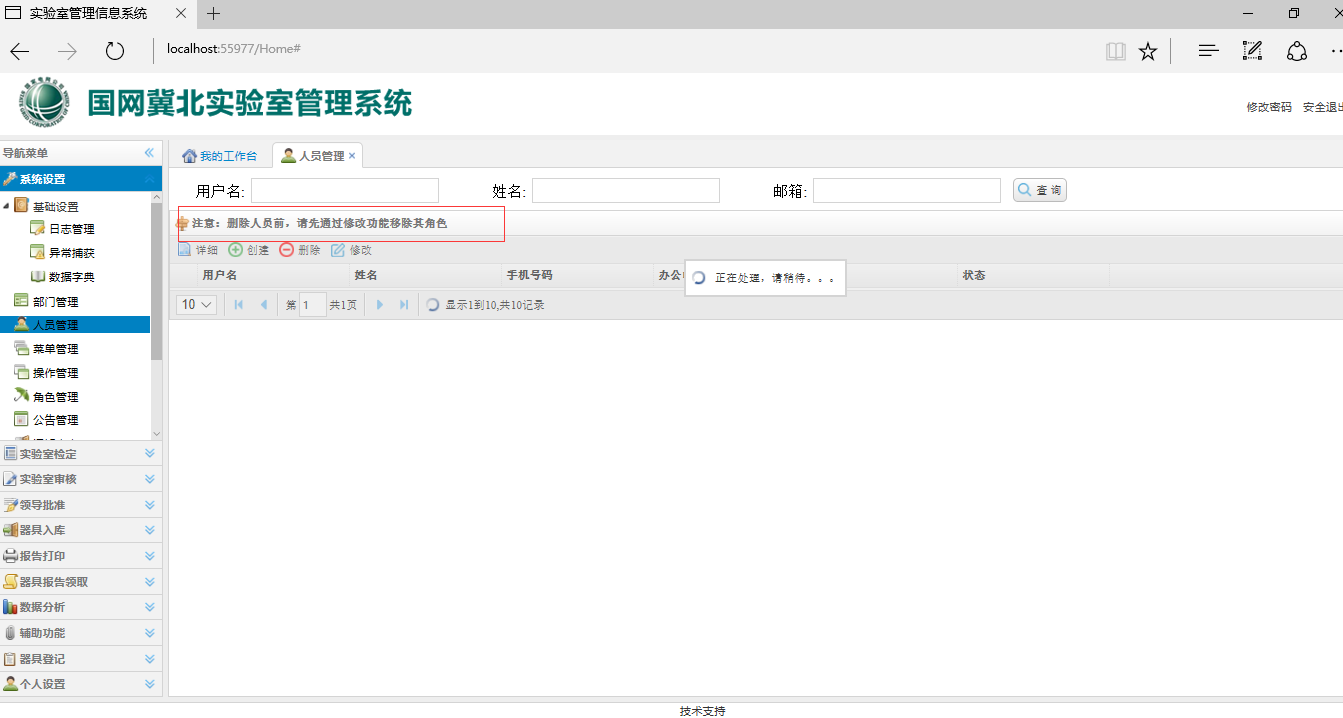 实验室管理信息系统
localhost:55977/Home#
国网冀北实验室管理系统
修改密码 安全退出
导航菜单
系统设置
基础设置
日志管理
异常捕获
数据字典
部门管理
人员管理
菜单管理
操作管理
角色管理
公告管理
实验室检定
实验室审核
领导批准
器具入库
报告打印
器具报告领取
数据分析
辅助功能
器具登记
个人设置
我的工作台 人员管理
用户名: 姓名: 邮箱: 查 询
注意：删除人员前，请先通过修改功能移除其角色
详细 创建 删除 修改
用户名 姓名 手机号码 办公 状态
正在处理，请稍待。。。
10 第 1 共1页 显示1到10,共10记录
技术支持